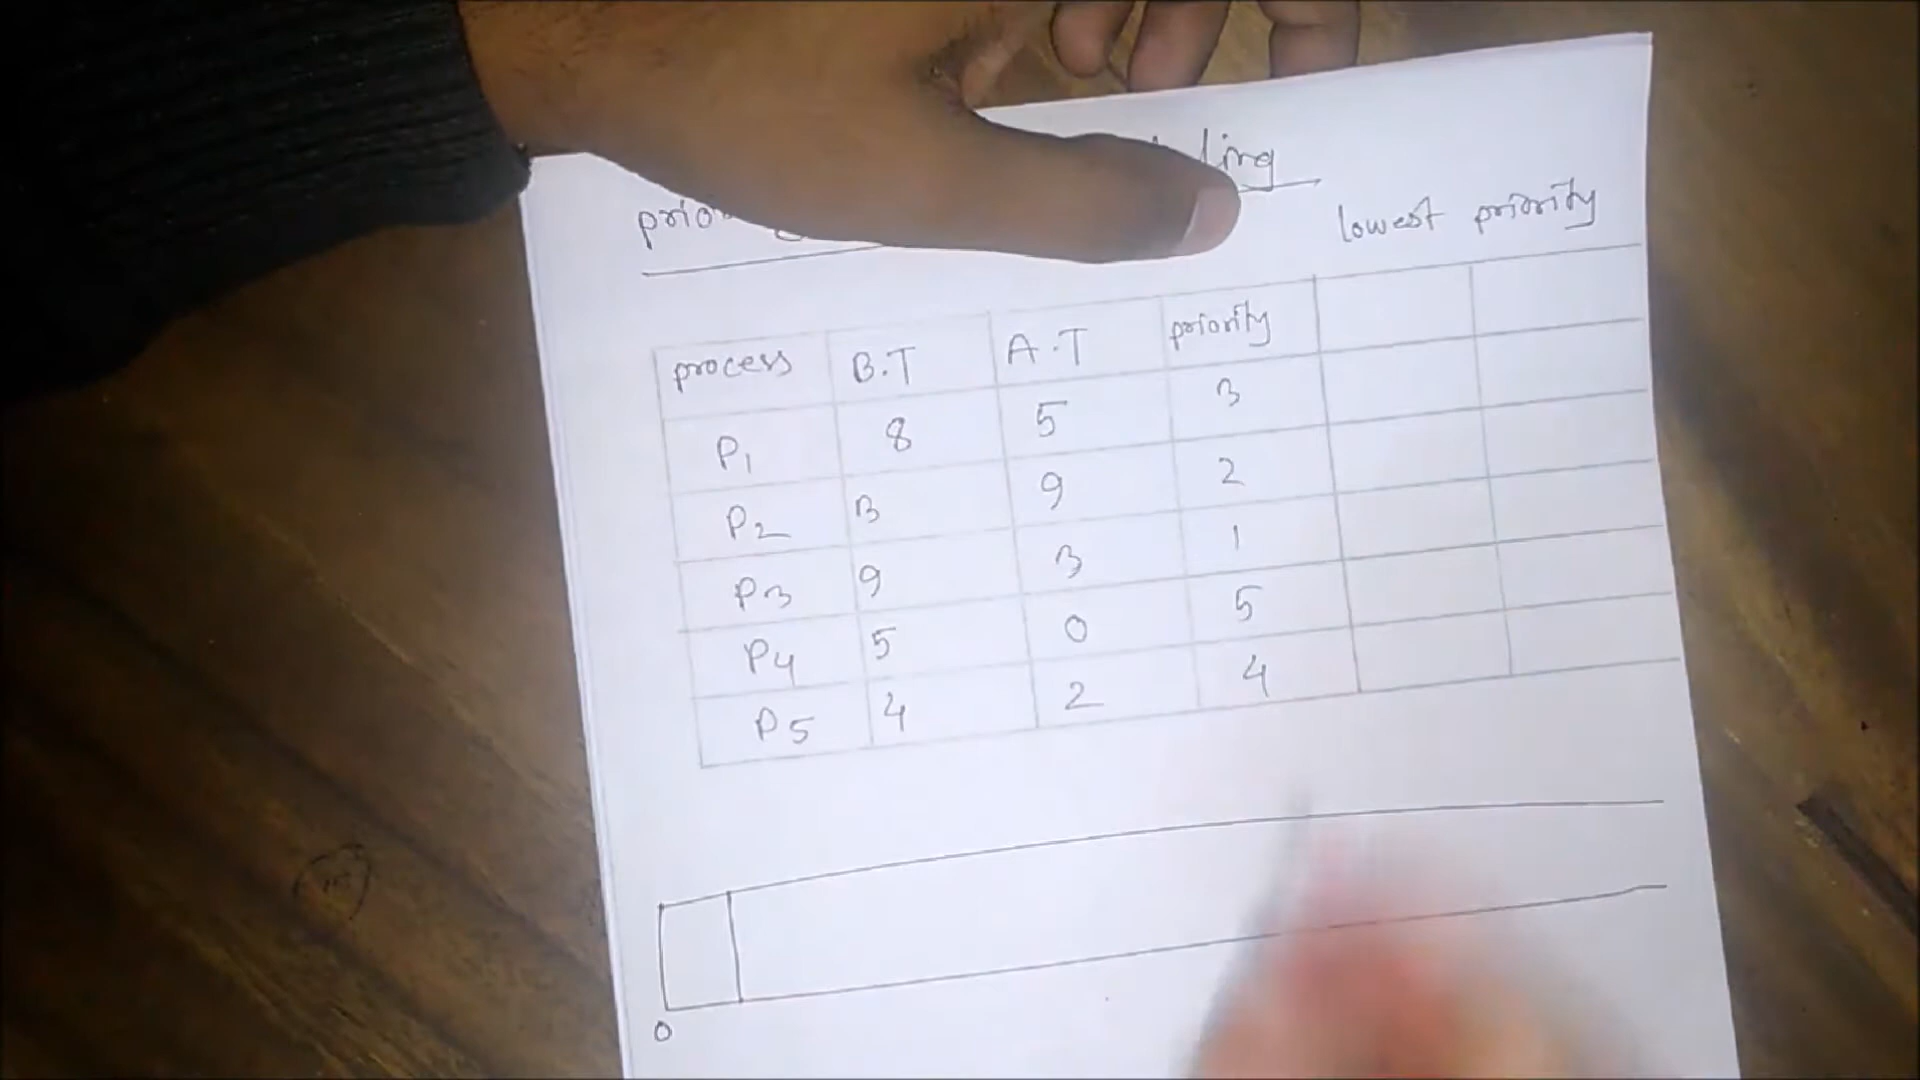 lowest priority
process B.T A.T priority
P1 8 5 3
P2 3 9 2
P3 9 3 1
P4 5 0 5
P5 4 2 4
0